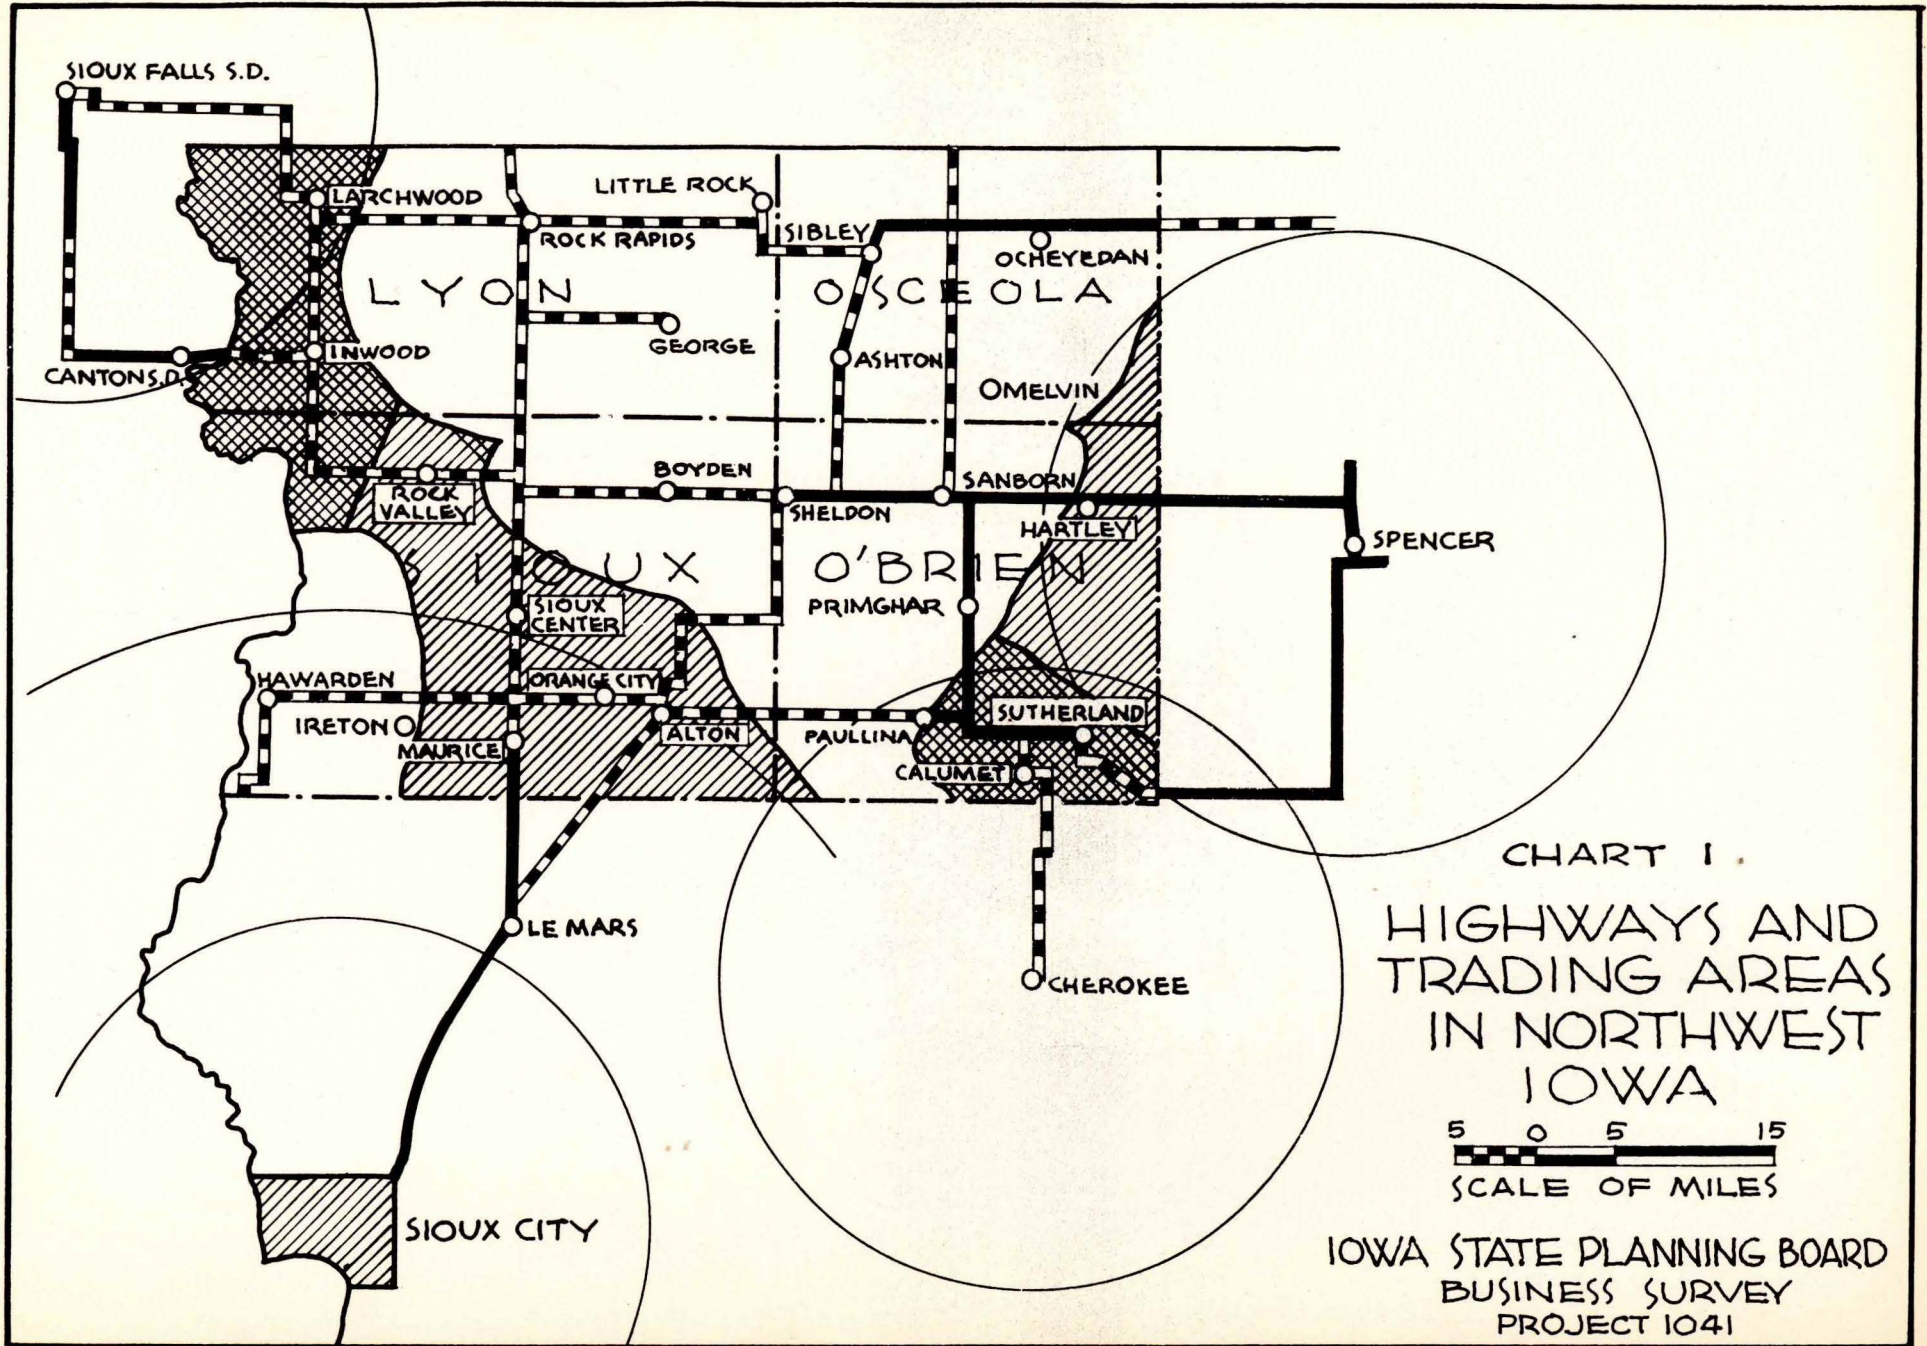 SIOUX FALLS S.D.
LARCHWOOD
LITTLE ROCK
ROCK RAPIDS
SIBLEY
OCHEYEDAN
LYON
OSCEOLA
GEORGE
INWOOD
CANTON S.D.
ASHTON
MELVIN
BOYDEN
SANBORN
ROCK
VALLEY
SHELDON
HARTLEY
SPENCER
SIOUX
O'BRIEN
SIOUX
CENTER
PRIMGHAR
HAWARDEN
ORANGE CITY
IRETON
MAURICE
ALTON
PAULLINA
SUTHERLAND
CALUMET
LE MARS
CHEROKEE
SIOUX CITY
CHART 1.
HIGHWAYS AND
TRADING AREAS
IN NORTHWEST
IOWA
5 0 5 15
SCALE OF MILES
IOWA STATE PLANNING BOARD
BUSINESS SURVEY
PROJECT 1041